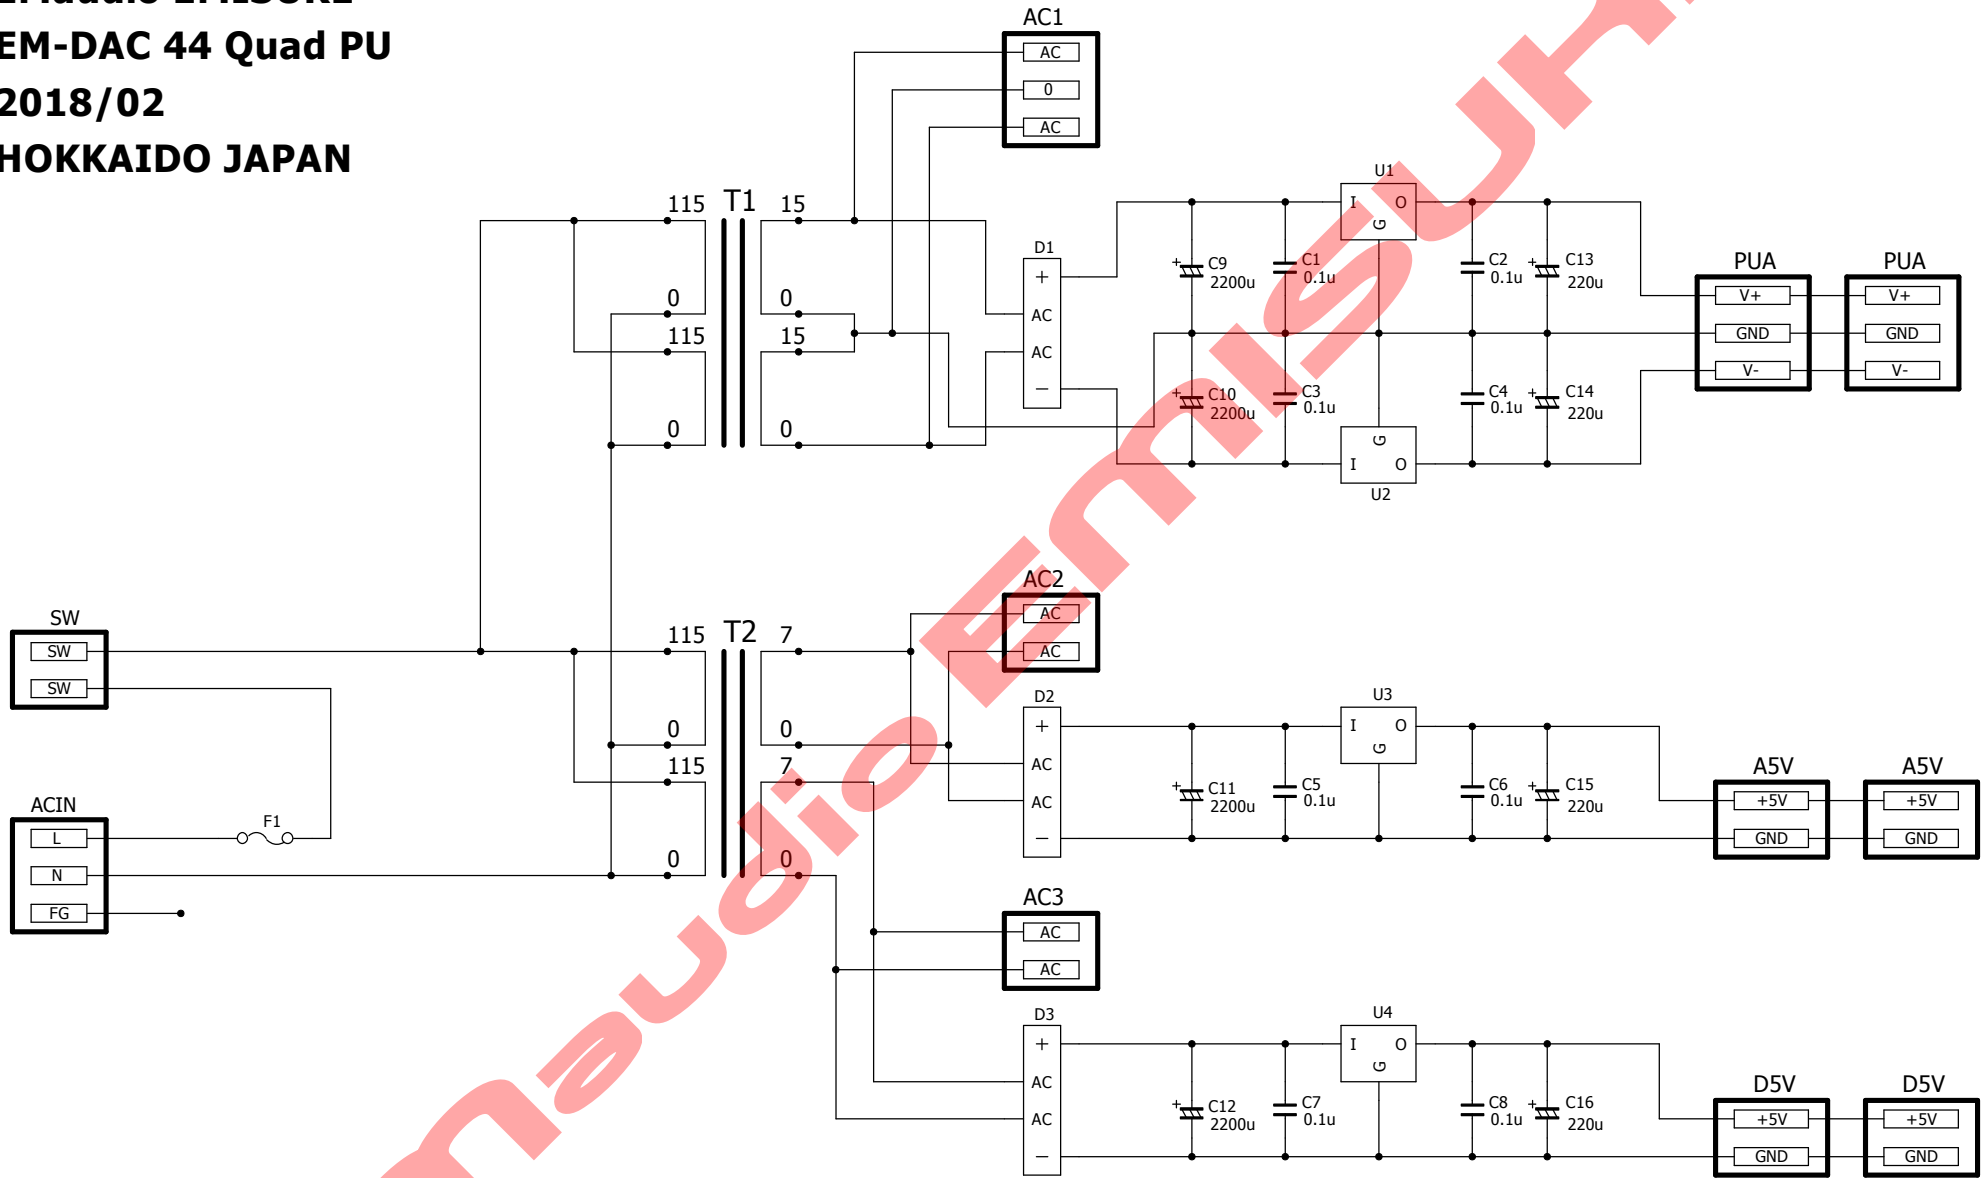 EM-DAC 44 Quad PU
2018/02
HOKKAIDO JAPAN
AC1
AC
0
AC
T1
115
0
115
0
15
0
15
0
D1
+
AC
AC
−
C9
2200u
C1
0.1u
C10
2200u
C3
0.1u
U1
I O
G
G
I O
U2
C2
0.1u
C13
220u
C4
0.1u
C14
220u
PUA
V+
GND
V-
PUA
V+
GND
V-
SW
SW
SW
ACIN
L
N
FG
F1
T2
115
0
115
0
7
0
7
0
AC2
AC
AC
D2
+
AC
AC
−
C11
2200u
C5
0.1u
U3
I O
G
C6
0.1u
C15
220u
A5V
+5V
GND
A5V
+5V
GND
AC3
AC
AC
D3
+
AC
AC
−
C12
2200u
C7
0.1u
U4
I O
G
C8
0.1u
C16
220u
D5V
+5V
GND
D5V
+5V
GND